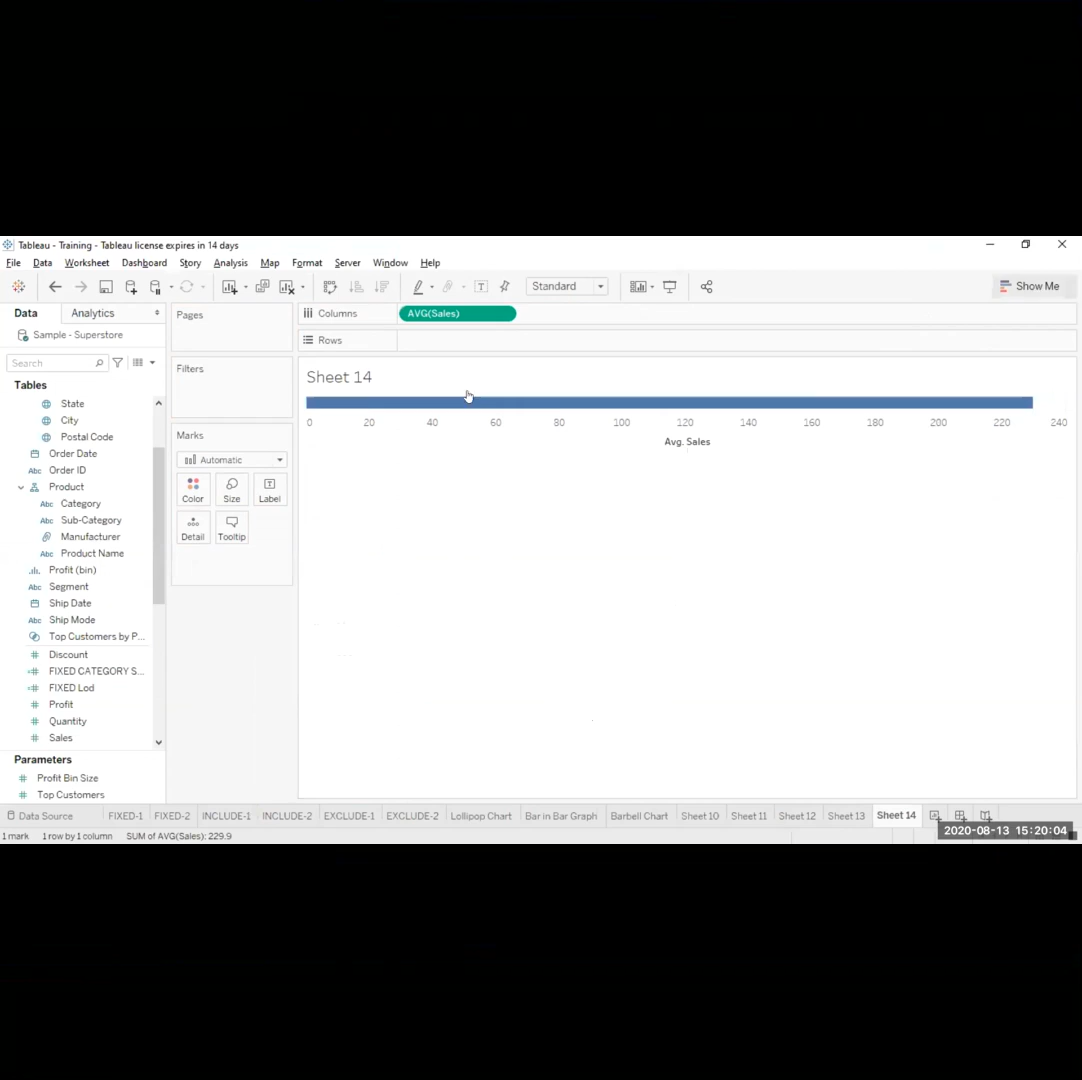 Tableau - Training - Tableau license expires in 14 days
File Data Worksheet Dashboard Story Analysis Map Format Server Window Help
Standard
Show Me
Data Analytics
Sample - Superstore
Search
Tables
State
City
Postal Code
Order Date
Abc Order ID
Product
Abc Category
Abc Sub-Category
Manufacturer
Abc Product Name
Profit (bin)
Abc Segment
Ship Date
Abc Ship Mode
Top Customers by P...
Discount
FIXED CATEGORY S...
FIXED Lod
Profit
Quantity
Sales
Parameters
Profit Bin Size
Top Customers
Pages
Filters
Marks
Automatic
Color Size Label
Detail Tooltip
Columns AVG(Sales)
Rows
Sheet 14
0 20 40 60 80 100 120 140 160 180 200 220 240
Avg. Sales
Data Source FIXED-1 FIXED-2 INCLUDE-1 INCLUDE-2 EXCLUDE-1 EXCLUDE-2 Lollipop Chart Bar in Bar Graph Barbell Chart Sheet 10 Sheet 11 Sheet 12 Sheet 13 Sheet 14
1 mark 1 row by 1 column SUM of AVG(Sales): 229.9
2020-08-13 15:20:04